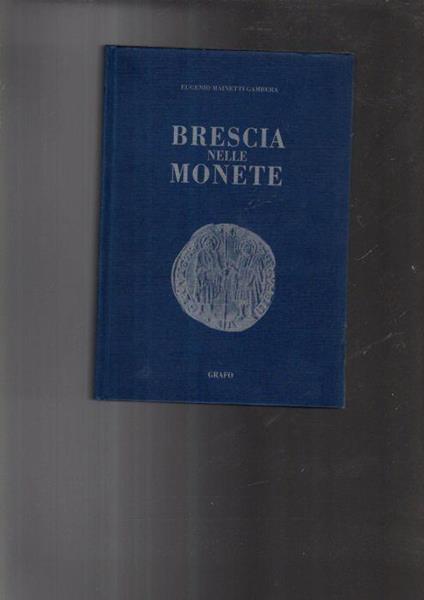 EUGENIO MAINETTI GAMBERA
BRESCIA
NELLE
MONETE
GRAFO